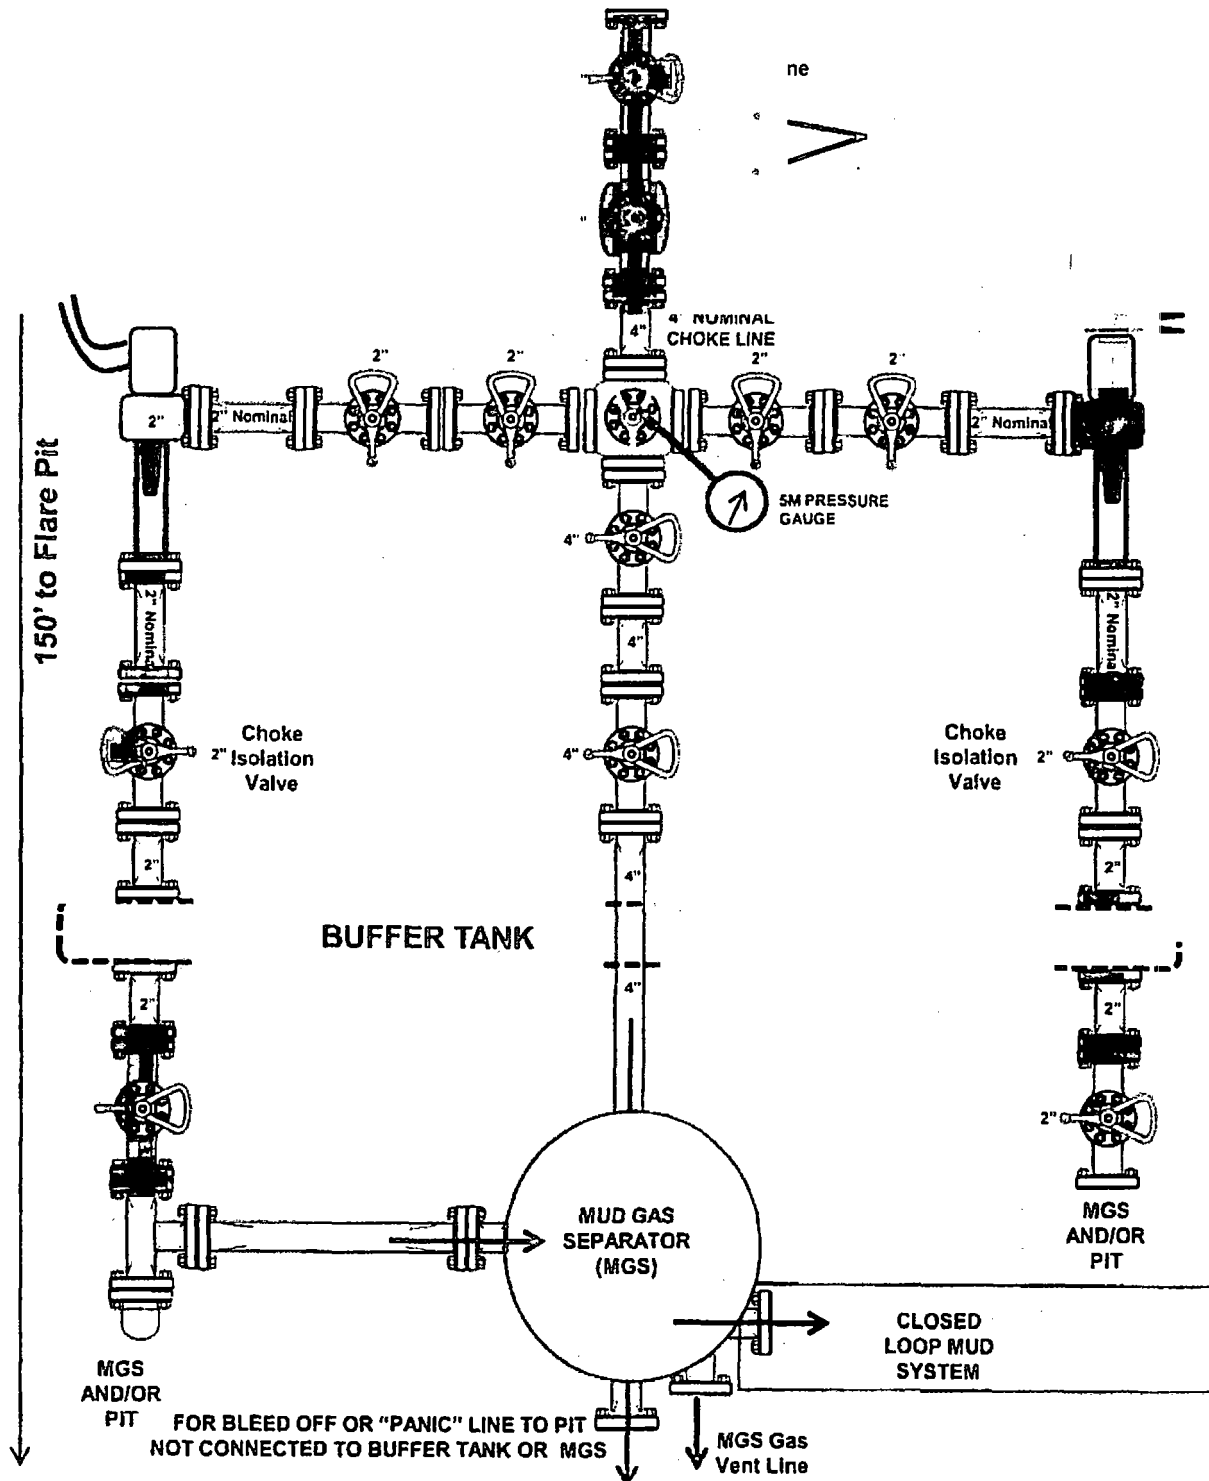 ne
4" NOMINAL
CHOKE LINE
4"
2"
2"
2"
2"
2"
2" Nominal
2" Nominal
5M PRESSURE
GAUGE
4"
150' to Flare Pit
2" Nominal
4"
2" Nominal
Choke
2" Isolation
Valve
4"
Choke
Isolation 2"
Valve
2"
4"
2"
BUFFER TANK
4"
2"
2"
2"
MUD GAS
SEPARATOR
(MGS)
MGS
AND/OR
PIT
CLOSED
LOOP MUD
SYSTEM
MGS
AND/OR
PIT
FOR BLEED OFF OR "PANIC" LINE TO PIT
NOT CONNECTED TO BUFFER TANK OR MGS
MGS Gas
Vent Line